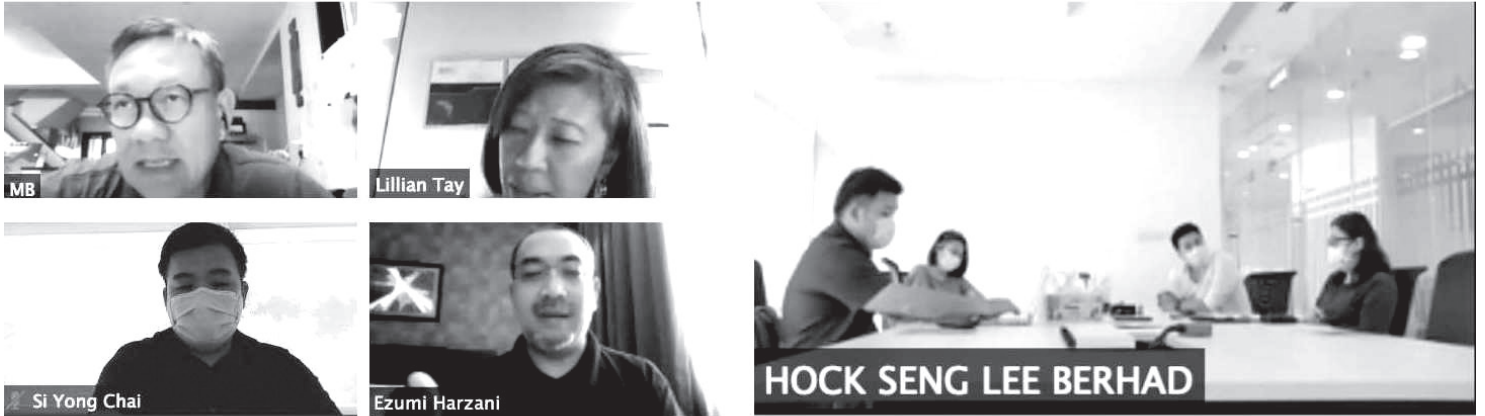 MB
Lillian Tay
Si Yong Chai
Ezumi Harzani
HOCK SENG LEE BERHAD